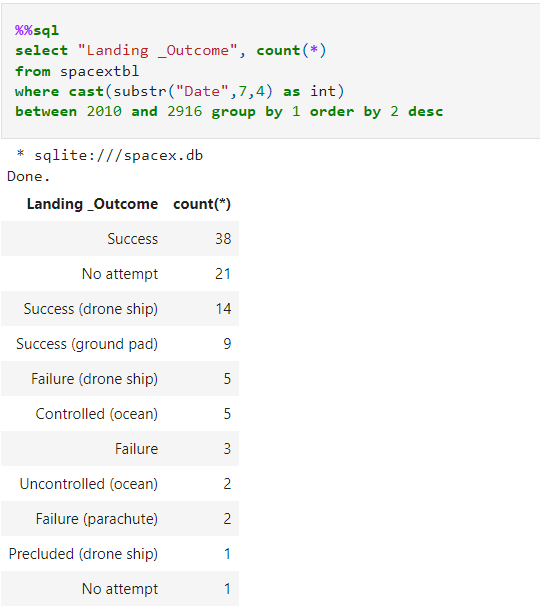 %%sql
select "Landing _Outcome", count(*)
from spacextbl
where cast(substr("Date",7,4) as int)
between 2010 and 2916 group by 1 order by 2 desc
* sqlite:///spacex.db
Done.
Landing _Outcome count(*)
Success 38
No attempt 21
Success (drone ship) 14
Success (ground pad) 9
Failure (drone ship) 5
Controlled (ocean) 5
Failure 3
Uncontrolled (ocean) 2
Failure (parachute) 2
Precluded (drone ship) 1
No attempt 1